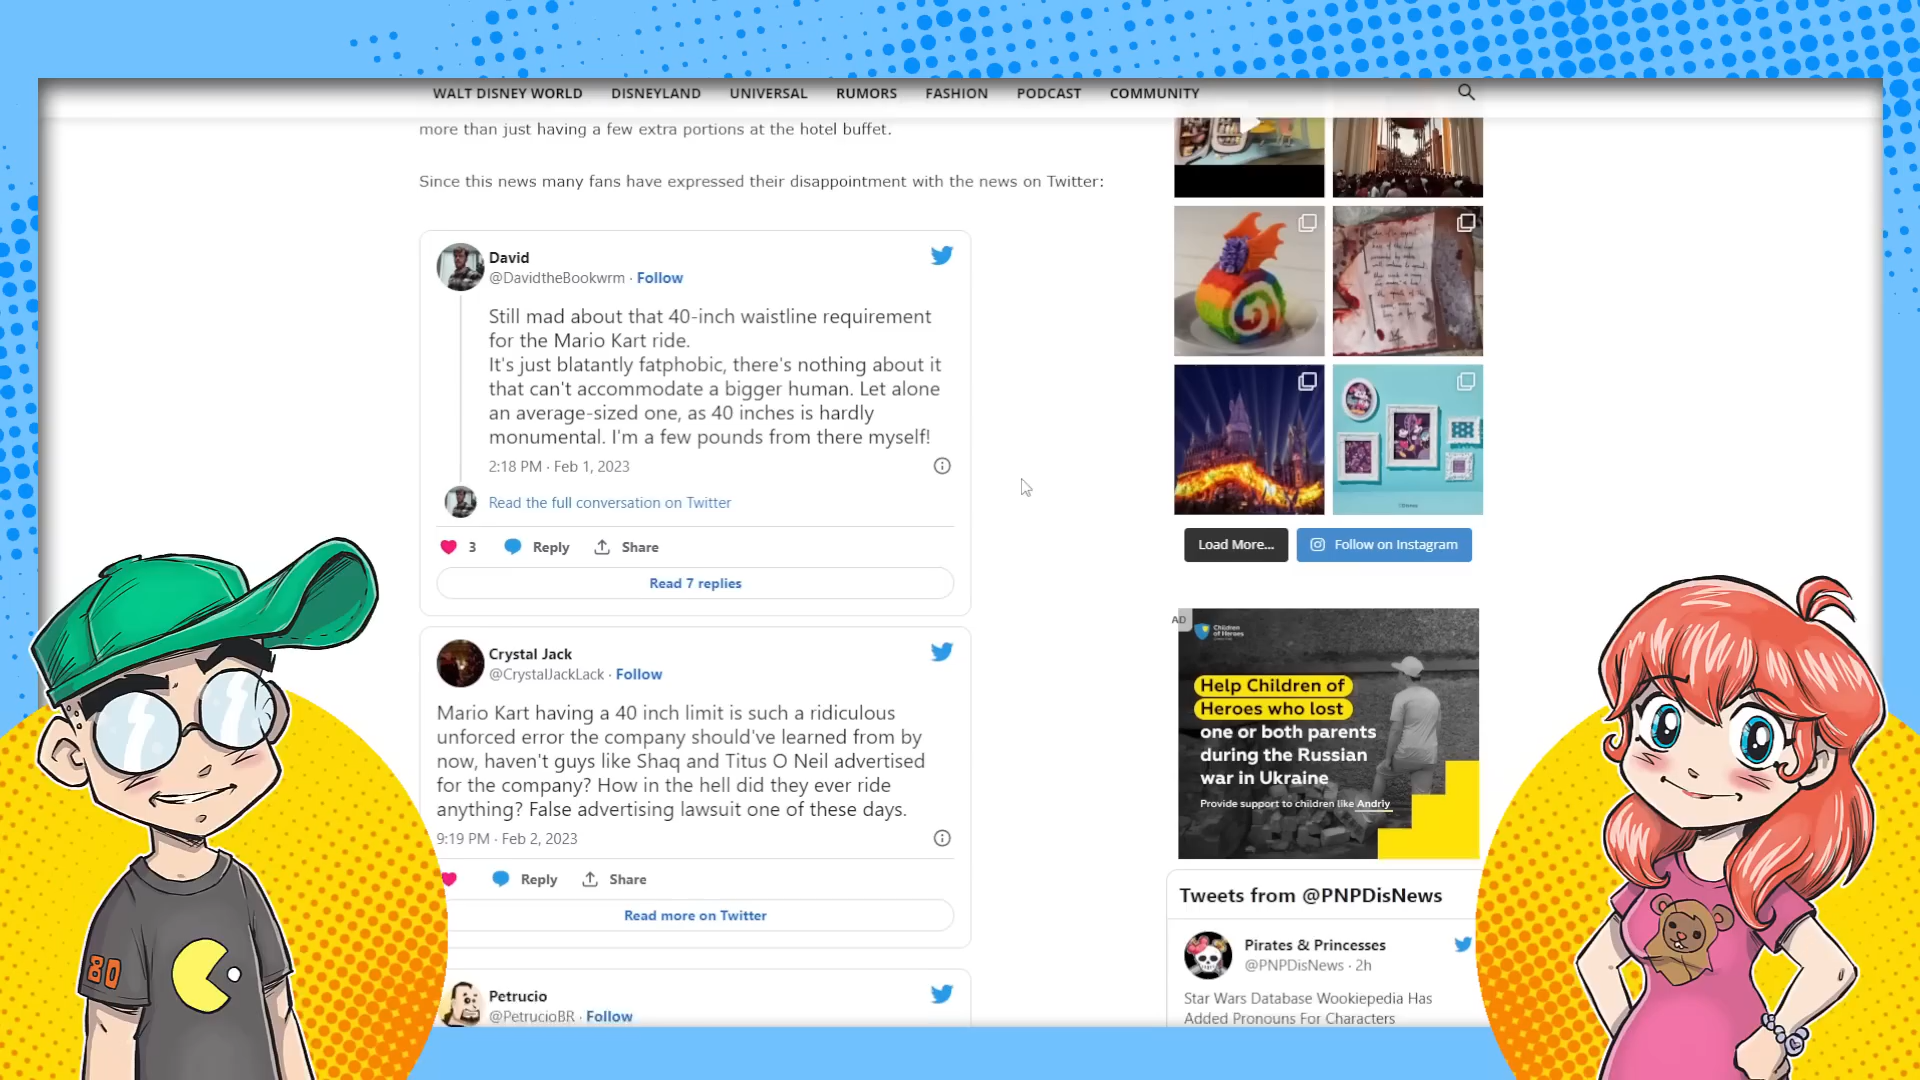 WALT DISNEY WORLD DISNEYLAND UNIVERSAL RUMORS FASHION PODCAST COMMUNITY
more than just having a few extra portions at the hotel buffet.
Since this news many fans have expressed their disappointment with the news on Twitter:
David
@DavidtheBookwrm · Follow
Still mad about that 40-inch waistline requirement
for the Mario Kart ride.
It's just blatantly fatphobic, there's nothing about it
that can't accommodate a bigger human. Let alone
an average-sized one, as 40 inches is hardly
monumental. I'm a few pounds from there myself!
2:18 PM · Feb 1, 2023
Read the full conversation on Twitter
3 Reply Share
Read 7 replies
Crystal Jack
@CrystalJackLack · Follow
Mario Kart having a 40 inch limit is such a ridiculous
unforced error the company should've learned from by
now, haven't guys like Shaq and Titus O Neil advertised
for the company? How in the hell did they ever ride
anything? False advertising lawsuit one of these days.
9:19 PM · Feb 2, 2023
Reply Share
Read more on Twitter
Petrucio
@PetrucioBR · Follow
Load More... Follow on Instagram
AD
Children
of Heroes
Help Children of
Heroes who lost
one or both parents
during the Russian
war in Ukraine
Provide support to children like Andriy
Tweets from @PNPDisNews
Pirates & Princesses
@PNPDisNews · 2h
Star Wars Database Wookiepedia Has
Added Pronouns For Characters
80